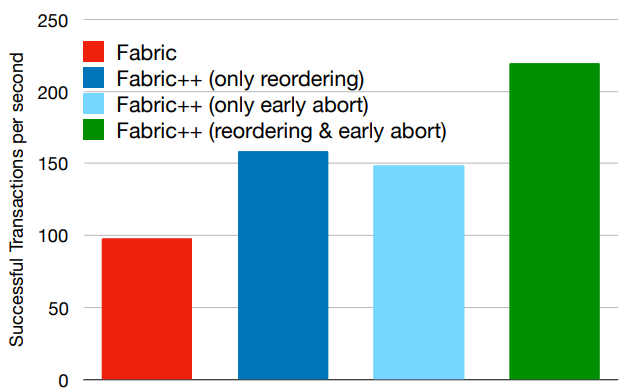 250
200
150
100
50
0
Successful Transactions per second
Fabric
Fabric++ (only reordering)
Fabric++ (only early abort)
Fabric++ (reordering & early abort)